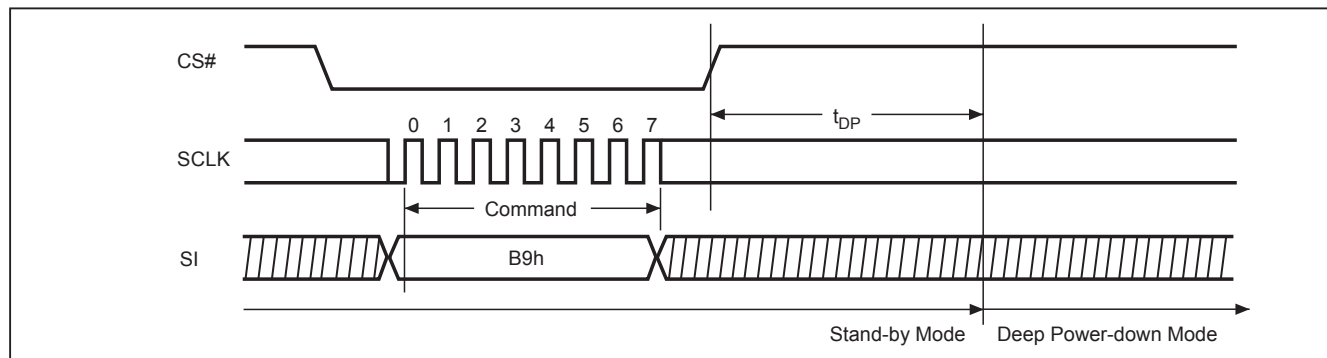 CS#
tDP
0 1 2 3 4 5 6 7
SCLK
Command
SI
B9h
Stand-by Mode Deep Power-down Mode